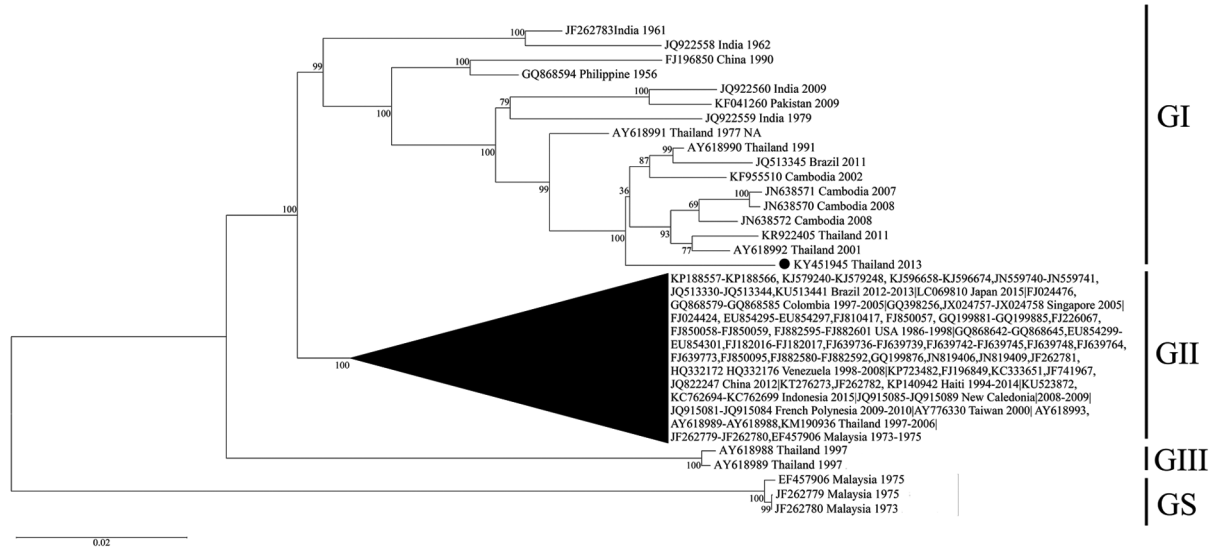 100
JF262783India 1961
JQ922558 India 1962
99
100
FJ196850 China 1990
GQ868594 Philippine 1956
100
100
JQ922560 India 2009
KF041260 Pakistan 2009
79
JQ922559 India 1979
100
AY618991 Thailand 1977 NA
99
AY618990 Thailand 1991
99
JQ513345 Brazil 2011
87
KF955510 Cambodia 2002
36
JN638571 Cambodia 2007
100
JN638570 Cambodia 2008
69
JN638572 Cambodia 2008
93
KR922405 Thailand 2011
77
AY618992 Thailand 2001
100
KY451945 Thailand 2013
GI
100
100
KP188557-KP188566, KJ579240-KJ579248, KJ596658-KJ596674,JN559740-JN559741,
JQ513330-JQ513344,KU513441 Brazil 2012-2013|LC069810 Japan 2015|FJ024476,
GQ868579-GQ868585 Colombia 1997-2005|GQ398256,JX024757-JX024758 Singapore 2005|
FJ024424, EU854295-EU854297,FJ810417, FJ850057, GQ199881-GQ199885,FJ226067,
FJ850058-FJ850059, FJ882595-FJ882601 USA 1986-1998|GQ868642-GQ868645,EU854299-
EU854301,FJ182016-FJ182017,FJ639736-FJ639739,FJ639742-FJ639745,FJ639748,FJ639764,
FJ639773,FJ850095,FJ882580-FJ882592,GQ199876,JN819406,JN819409,JF262781,
HQ332172 HQ332176 Venezuela 1998-2008|KP723482,FJ196849,KC333651,JF741967,
JQ822247 China 2012|KT276273,JF262782, KP140942 Haiti 1994-2014|KU523872,
KC762694-KC762699 Indonesia 2015|JQ915085-JQ915089 New Caledonia|2008-2009|
JQ915081-JQ915084 French Polynesia 2009-2010|AY776330 Taiwan 2000| AY618993,
AY618989-AY618988,KM190936 Thailand 1997-2006|
JF262779-JF262780,EF457906 Malaysia 1973-1975
GII
100
AY618988 Thailand 1997
AY618989 Thailand 1997
GIII
100
EF457906 Malaysia 1975
JF262779 Malaysia 1975
99
JF262780 Malaysia 1973
GS
0.02